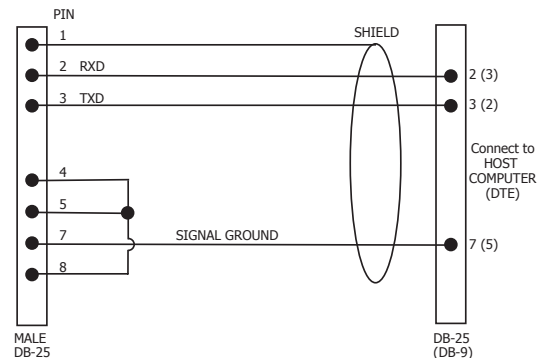 PIN
1
SHIELD
2 RXD
2 (3)
3 TXD
3 (2)
Connect to
HOST
COMPUTER
(DTE)
4
5
7
SIGNAL GROUND
7 (5)
8
MALE
DB-25
DB-25
(DB-9)